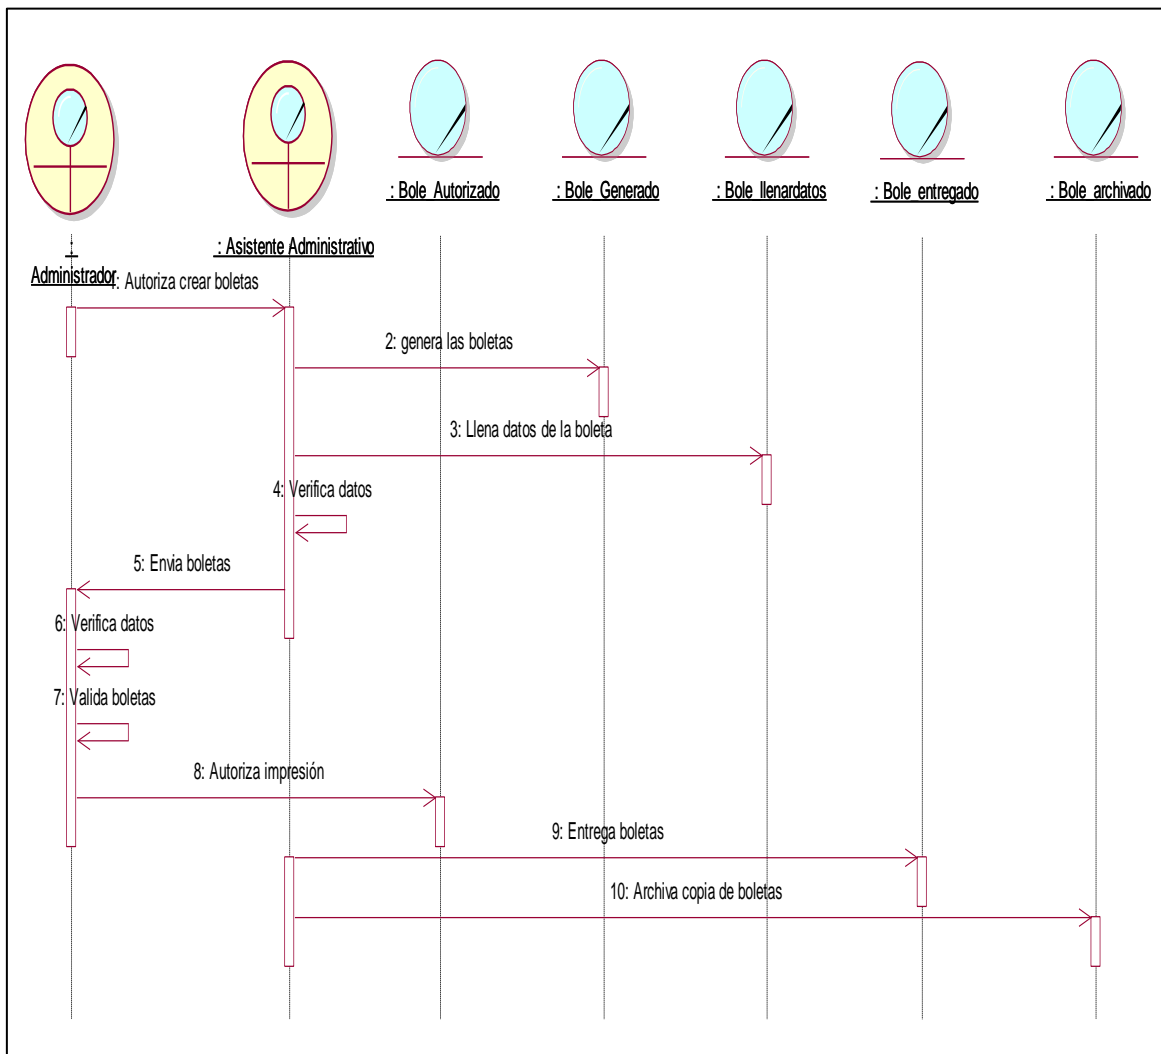 : Bole_Autorizado
: Bole_Generado
: Bole_llenardatos
: Bole_entregado
: Bole_archivado
:
Administrador
: Asistente Administrativo
1: Autoriza crear boletas
2: genera las boletas
3: Llena datos de la boleta
4: Verifica datos
5: Envia boletas
6: Verifica datos
7: Valida boletas
8: Autoriza impresión
9: Entrega boletas
10: Archiva copia de boletas